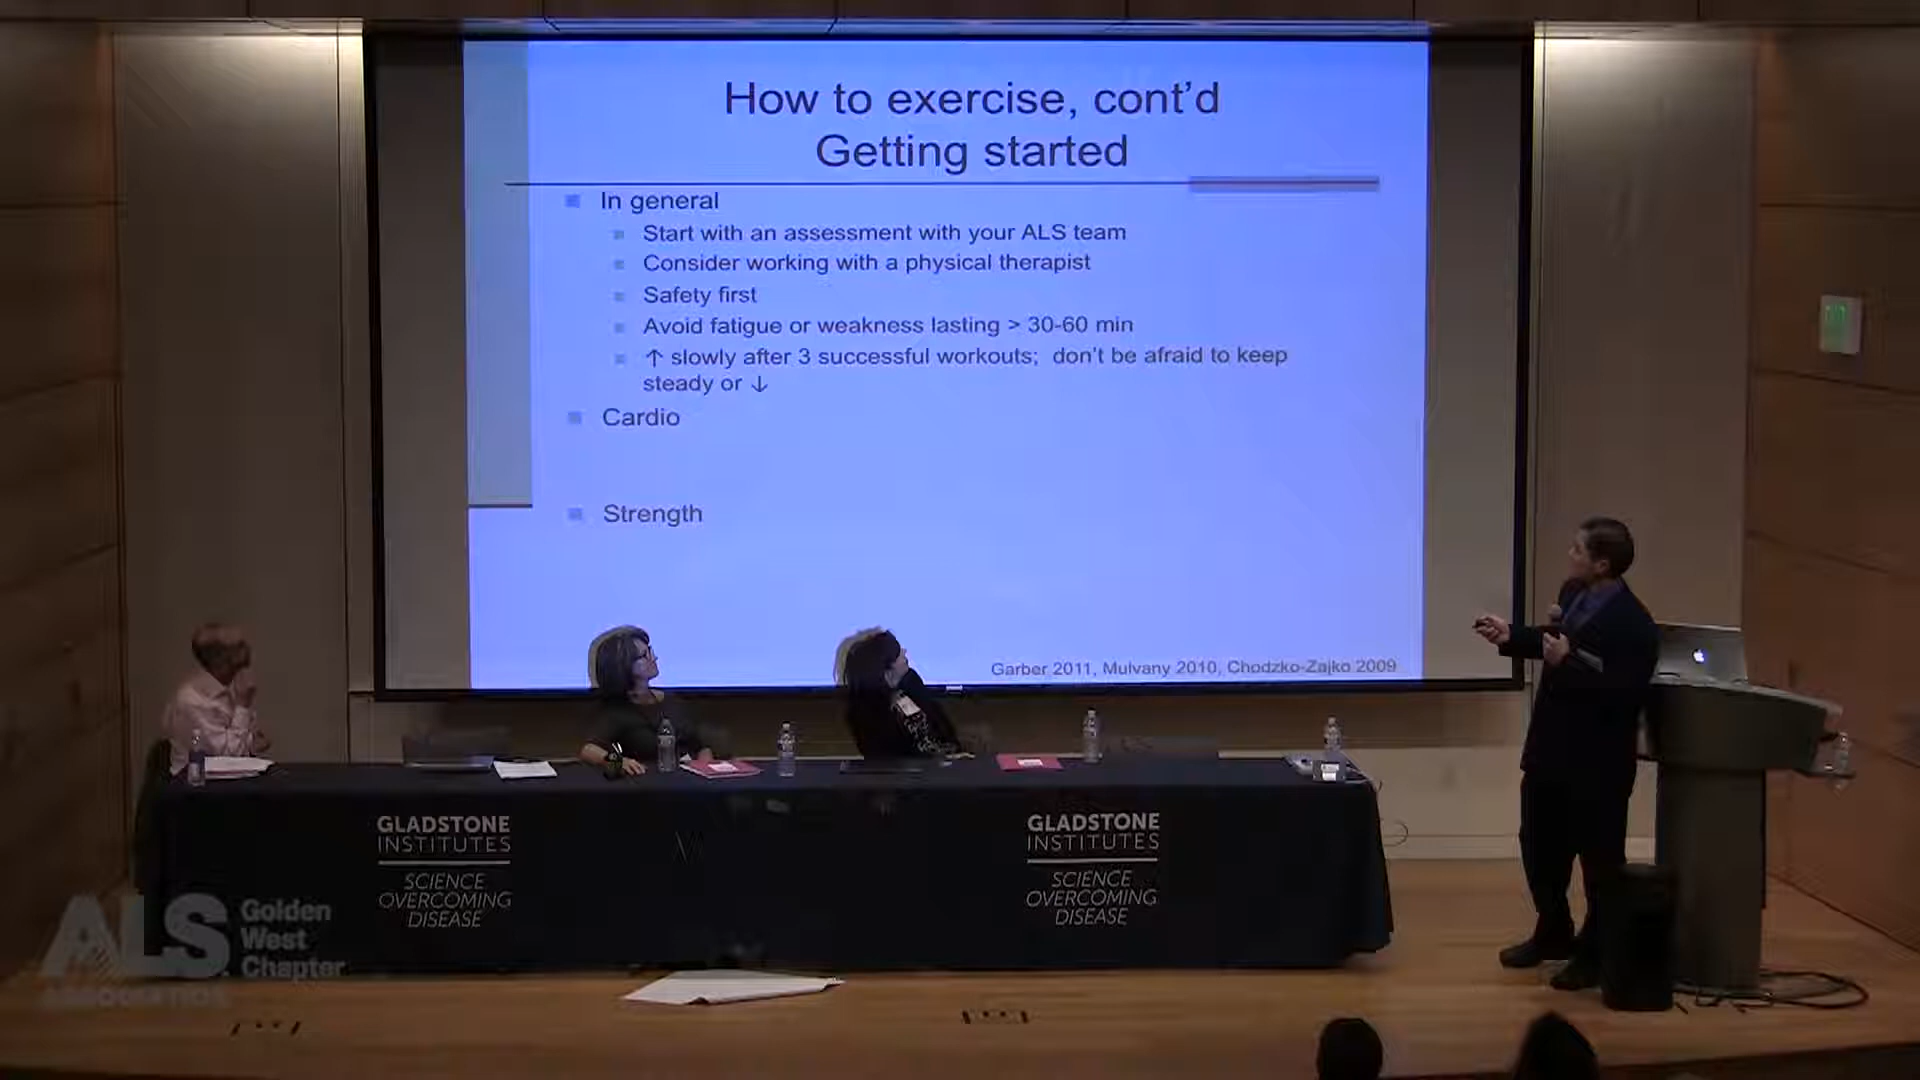 How to exercise, cont'd
Getting started
In general
Start with an assessment with your ALS team
Consider working with a physical therapist
Safety first
Avoid fatigue or weakness lasting > 30-60 min
↑ slowly after 3 successful workouts; don't be afraid to keep
steady or ↓
Cardio
Strength
Garber 2011, Mulvany 2010, Chodzko-Zajko 2009
GLADSTONE
INSTITUTES
SCIENCE
OVERCOMING
DISEASE
GLADSTONE
INSTITUTES
SCIENCE
OVERCOMING
DISEASE
ALS
ASSOCIATION
Golden
West
Chapter